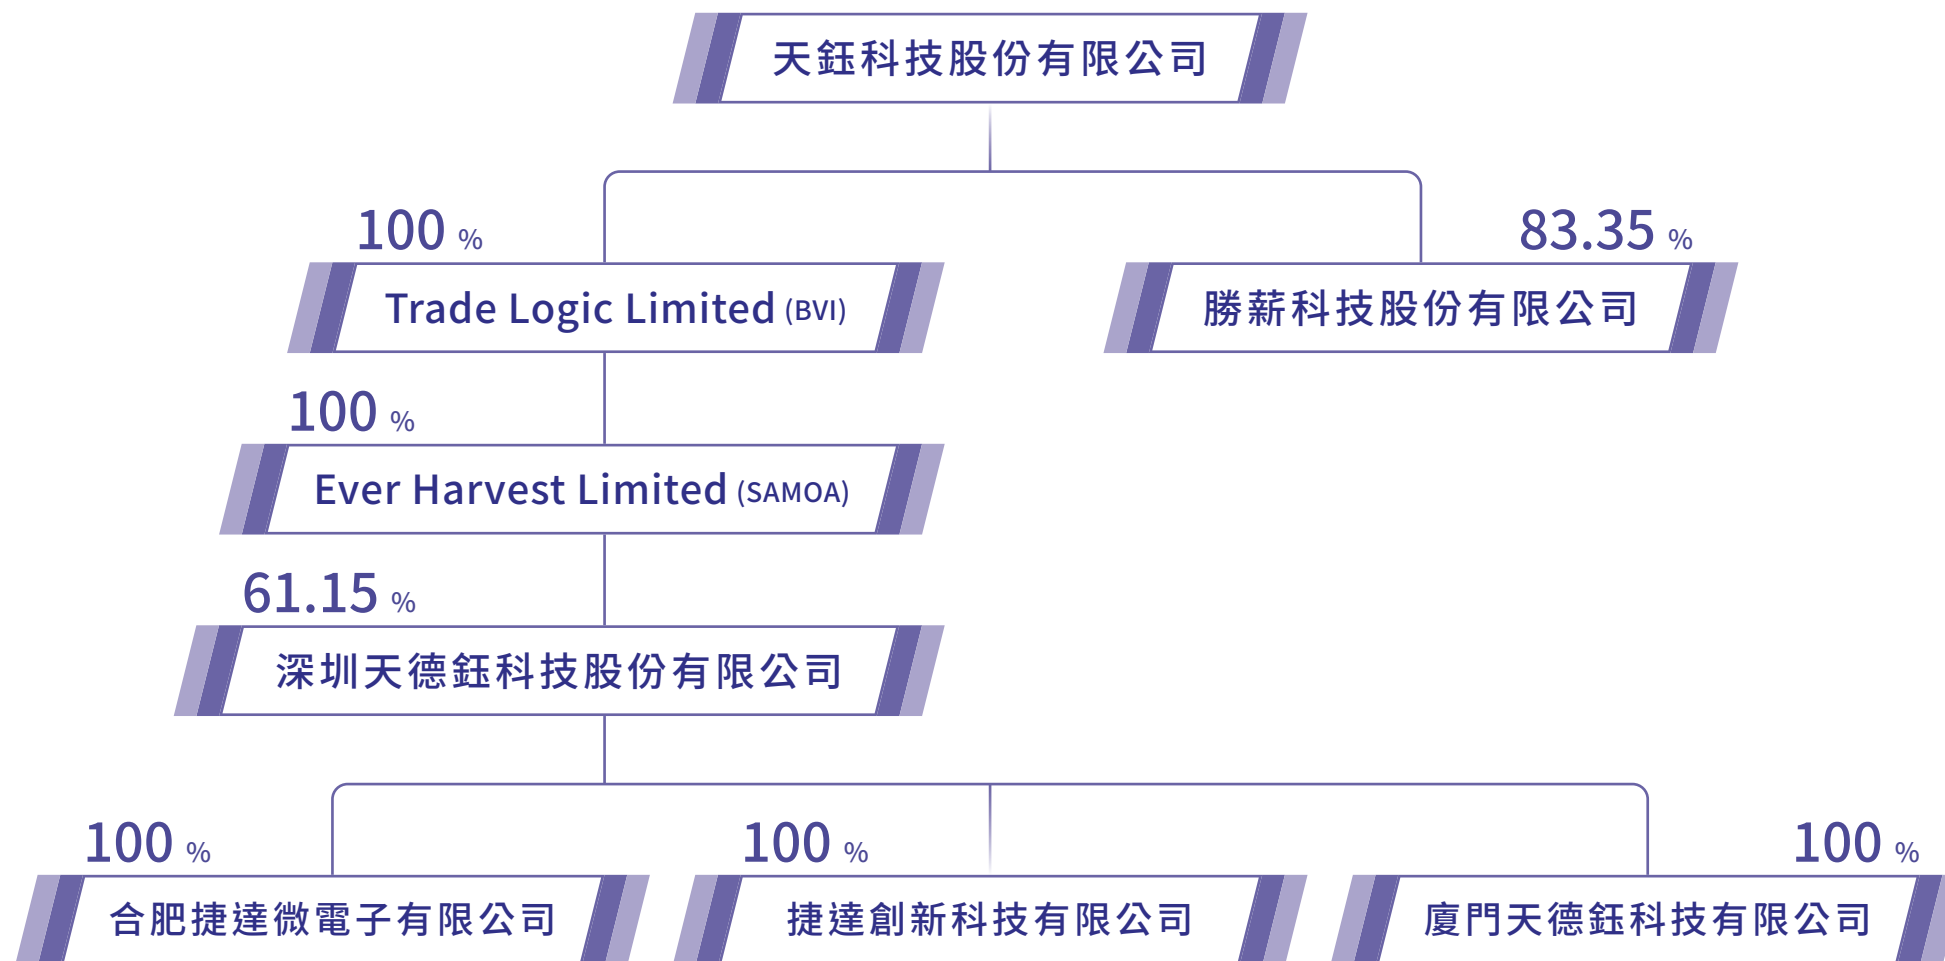 天鈺科技股份有限公司
100 %
83.35 %
Trade Logic Limited (BVI)
勝薪科技股份有限公司
100 %
Ever Harvest Limited (SAMOA)
61.15 %
深圳天德鈺科技股份有限公司
100 %
100 %
100 %
合肥捷達微電子有限公司
捷達創新科技有限公司
廈門天德鈺科技有限公司